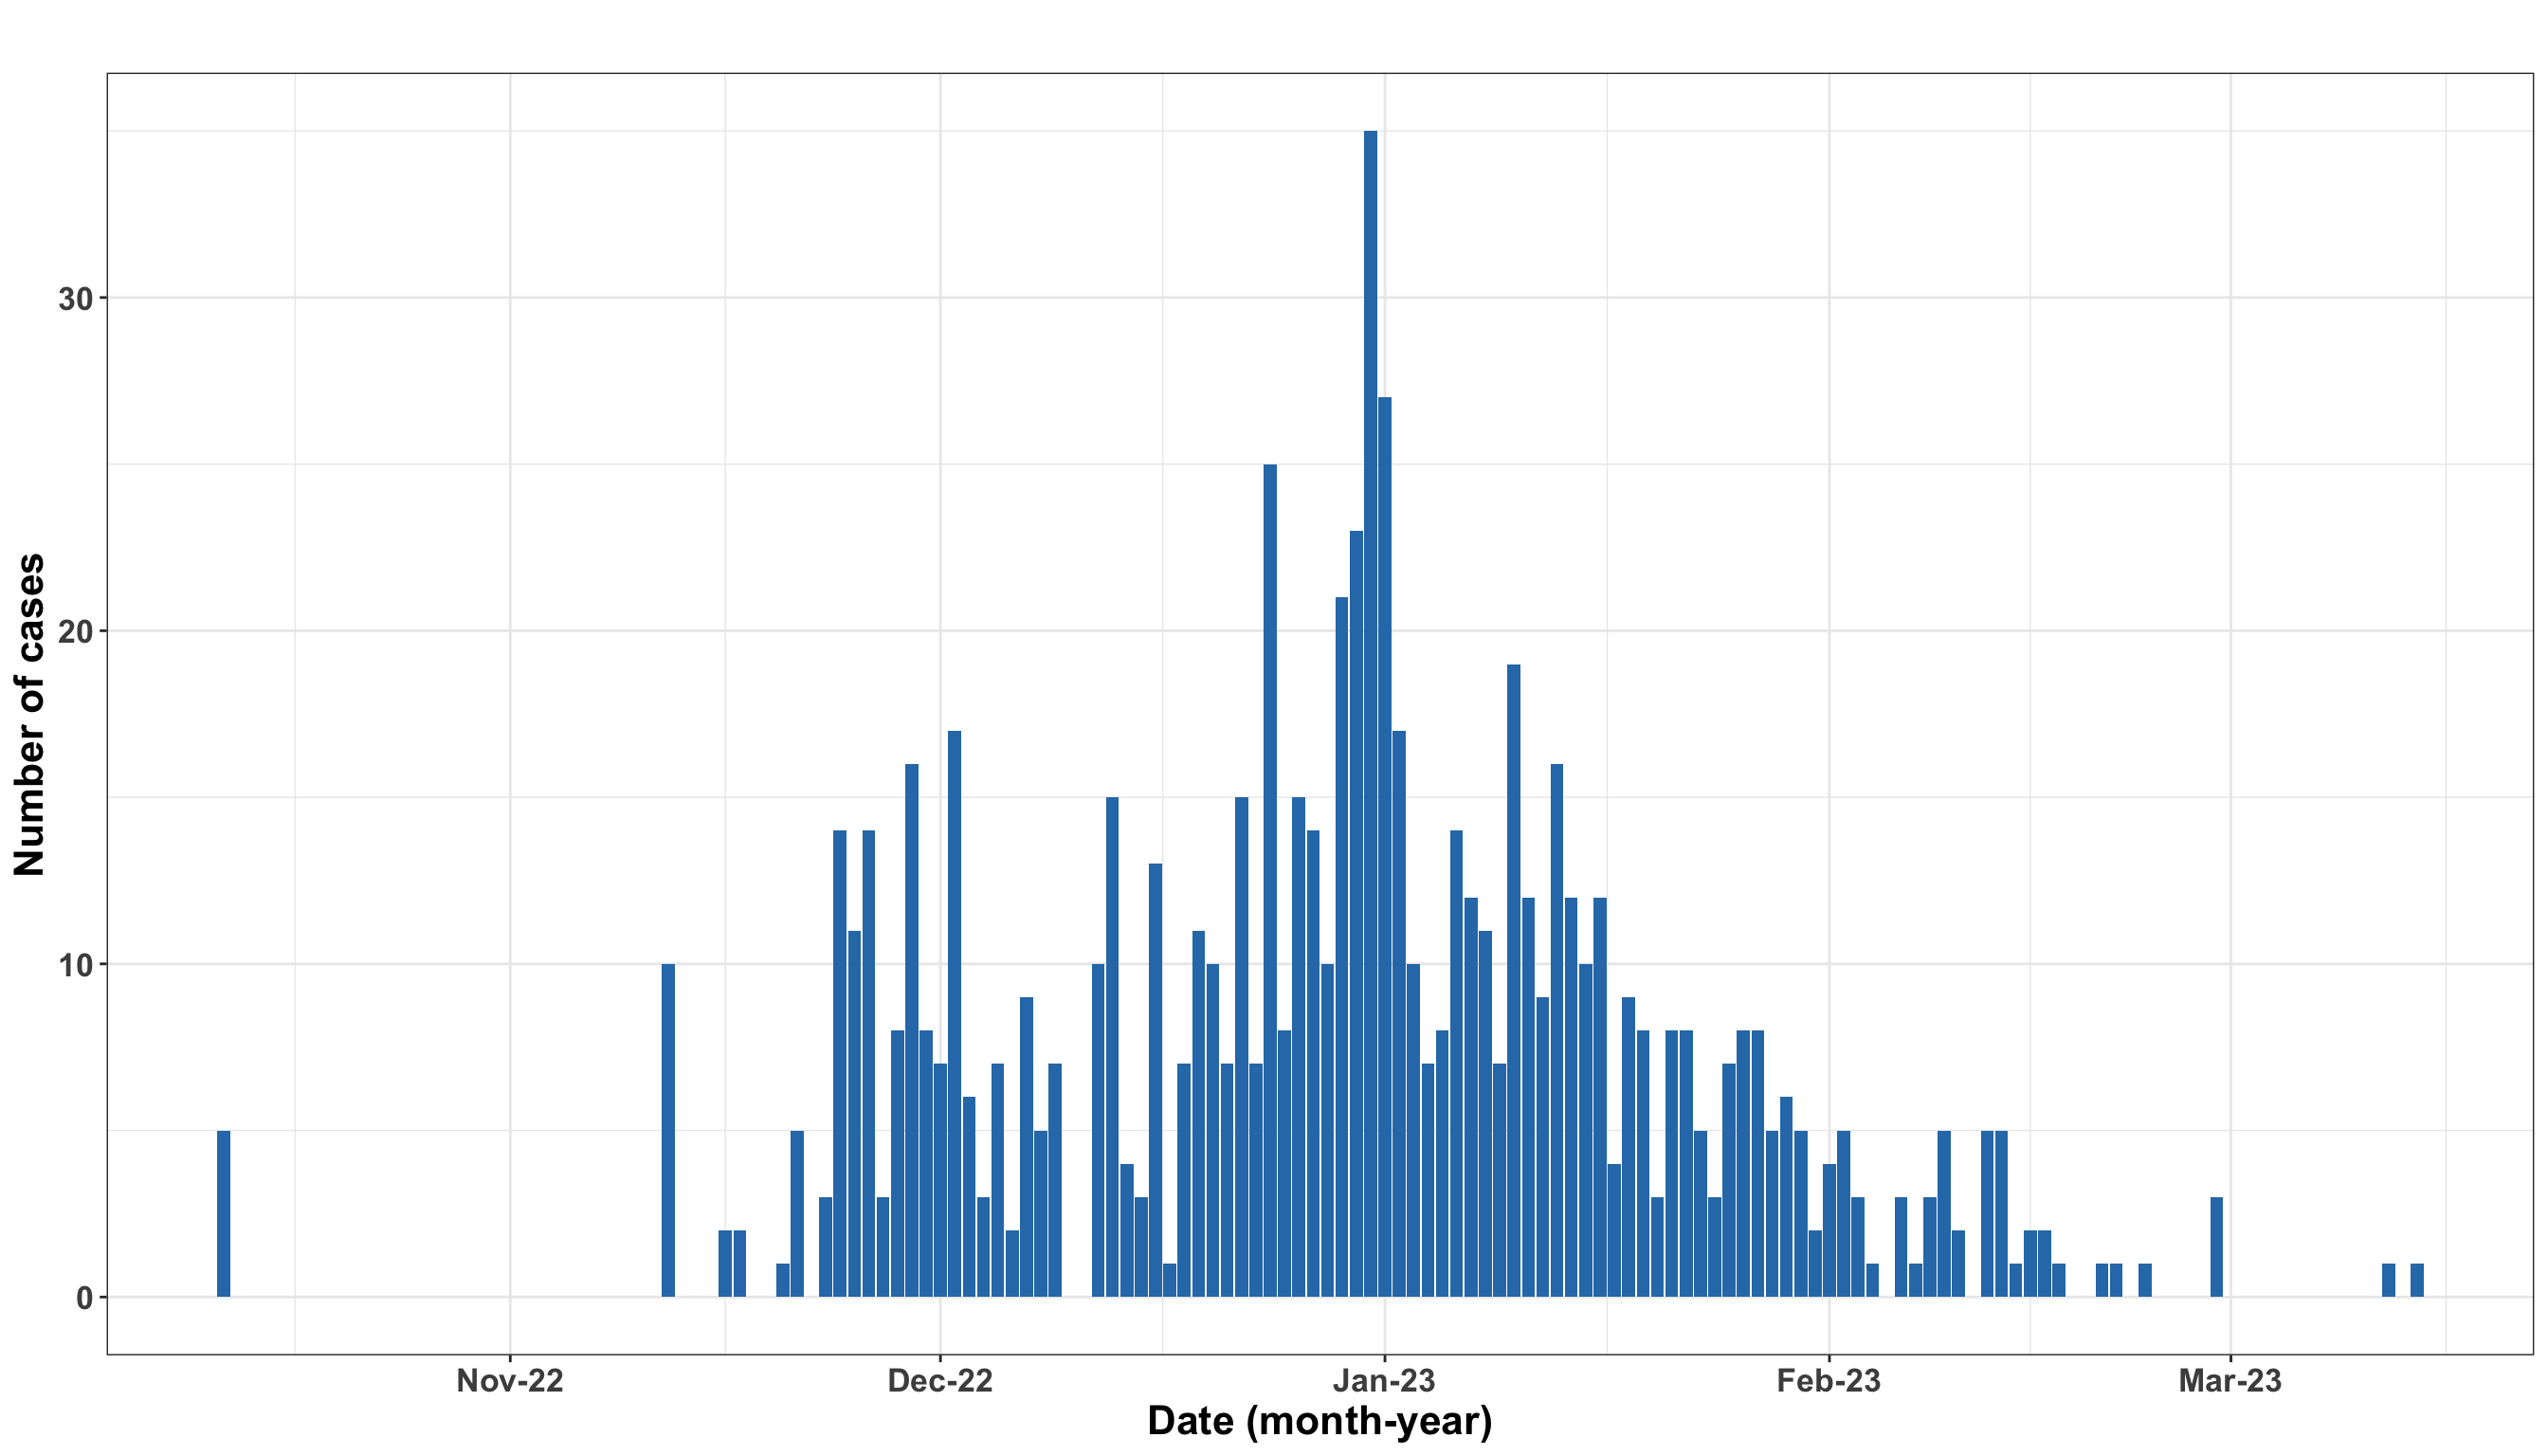 Number of cases
30
20
10
0
Nov-22
Dec-22
Jan-23
Feb-23
Mar-23
Date (month-year)